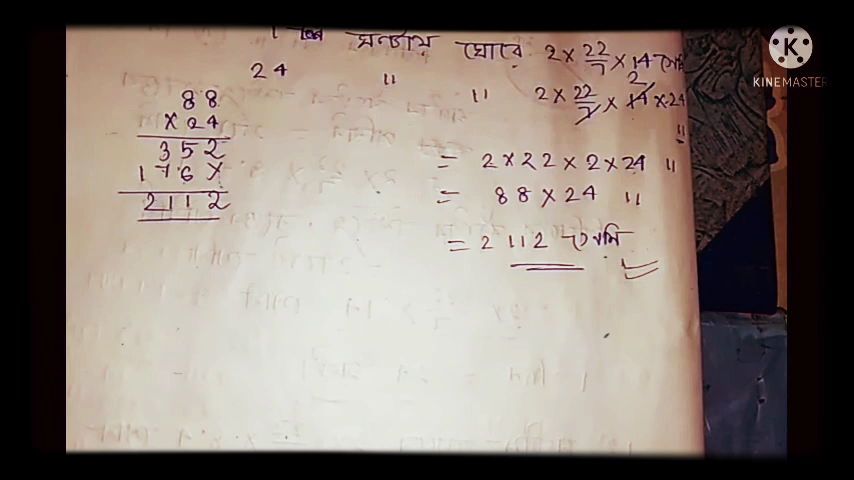 1 ঘন্টায় ঘোরে 2 × 22/7 × 14 সেমি
24 " " 2 × 22/7 × 14 × 24 "
2
= 2 × 22 × 2 × 24 "
= 88 × 24 "
= 2112 সেমি
88
× 24
352
176×
2112
K
KINEMASTER